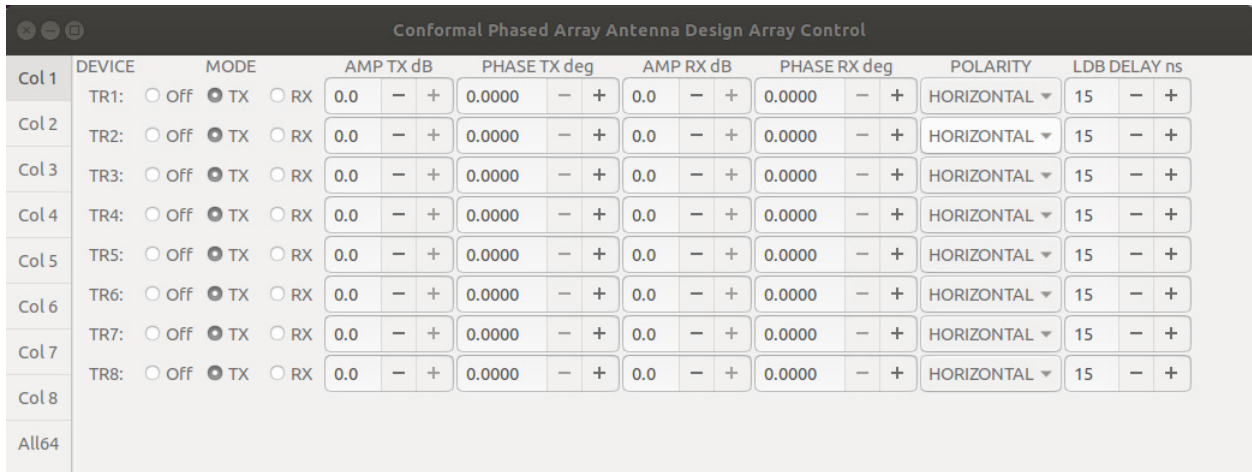 Conformal Phased Array Antenna Design Array Control
DEVICE MODE AMP TX dB PHASE TX deg AMP RX dB PHASE RX deg POLARITY LDB DELAY ns
Col 1
Col 2
Col 3
Col 4
Col 5
Col 6
Col 7
Col 8
All64
TR1: Off TX RX 0.0 − + 0.0000 − + 0.0 − + 0.0000 − + HORIZONTAL 15 − +
TR2: Off TX RX 0.0 − + 0.0000 − + 0.0 − + 0.0000 − + HORIZONTAL 15 − +
TR3: Off TX RX 0.0 − + 0.0000 − + 0.0 − + 0.0000 − + HORIZONTAL 15 − +
TR4: Off TX RX 0.0 − + 0.0000 − + 0.0 − + 0.0000 − + HORIZONTAL 15 − +
TR5: Off TX RX 0.0 − + 0.0000 − + 0.0 − + 0.0000 − + HORIZONTAL 15 − +
TR6: Off TX RX 0.0 − + 0.0000 − + 0.0 − + 0.0000 − + HORIZONTAL 15 − +
TR7: Off TX RX 0.0 − + 0.0000 − + 0.0 − + 0.0000 − + HORIZONTAL 15 − +
TR8: Off TX RX 0.0 − + 0.0000 − + 0.0 − + 0.0000 − + HORIZONTAL 15 − +